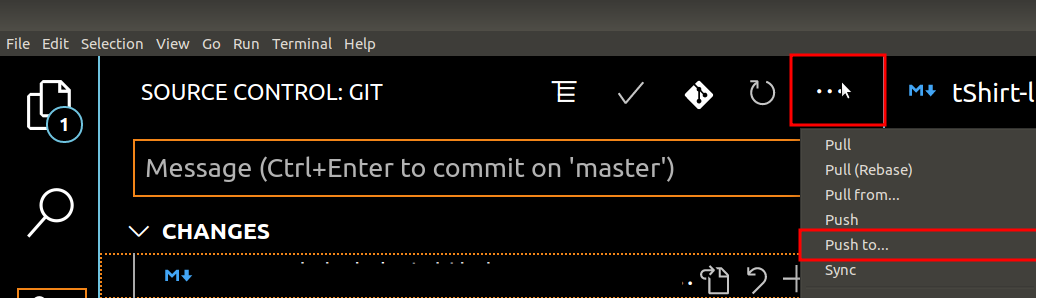 File Edit Selection View Go Run Terminal Help
1
SOURCE CONTROL: GIT
M tShirt-l
Message (Ctrl+Enter to commit on 'master')
CHANGES
M
Pull
Pull (Rebase)
Pull from...
Push
Push to...
Sync